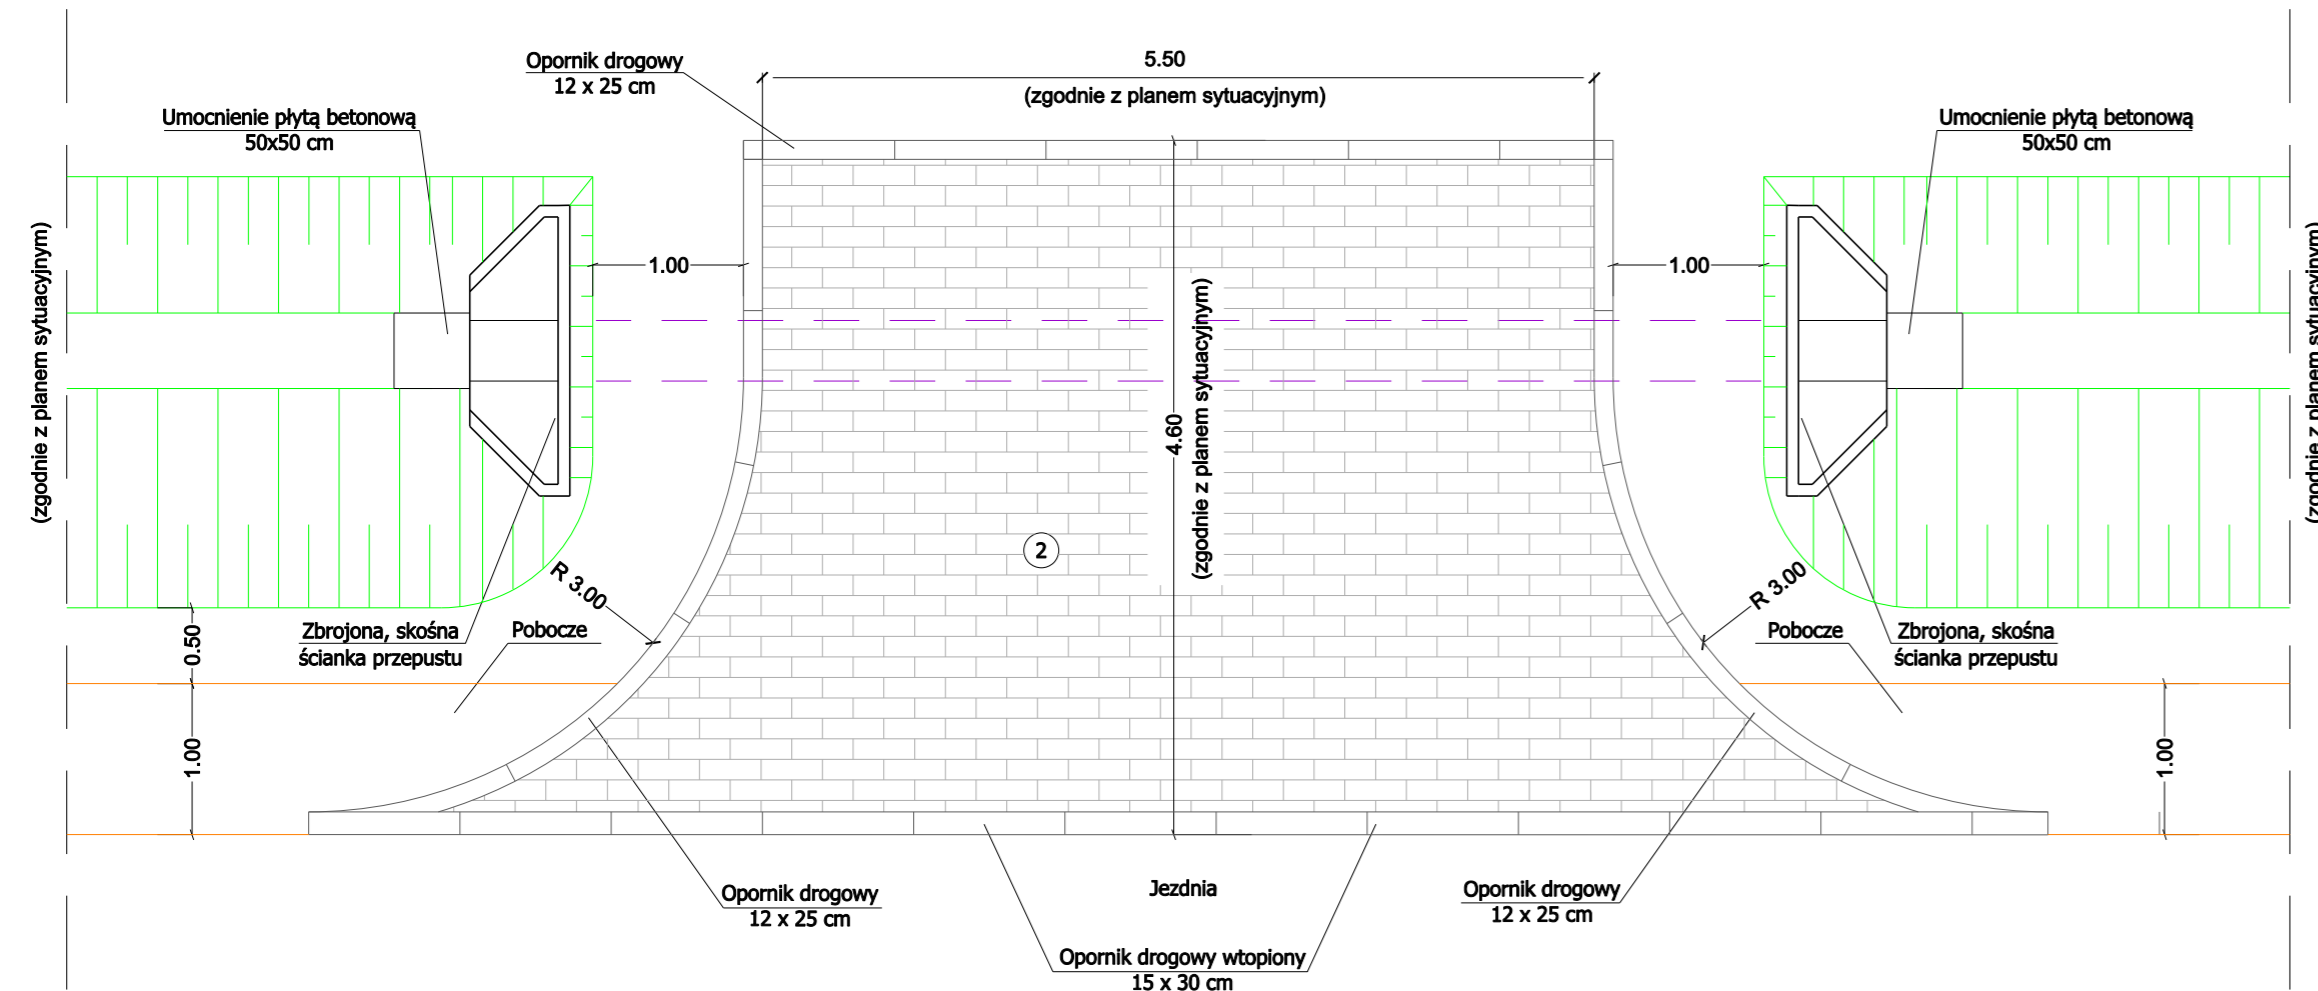 5.50
(zgodnie z planem sytuacyjnym)
Opornik drogowy
12 x 25 cm
Umocnienie płytą betonową
50x50 cm
Umocnienie płytą betonową
50x50 cm
(zgodnie z planem sytuacyjnym)
1.00
4.60
(zgodnie z planem sytuacyjnym)
1.00
(zgodnie z planem sytuacyjnym)
2
R 3.00
R 3.00
0.50
Zbrojona, skośna
ścianka przepustu
Pobocze
Pobocze
Zbrojona, skośna
ścianka przepustu
1.00
1.00
Opornik drogowy
12 x 25 cm
Jezdnia
Opornik drogowy
12 x 25 cm
Opornik drogowy wtopiony
15 x 30 cm